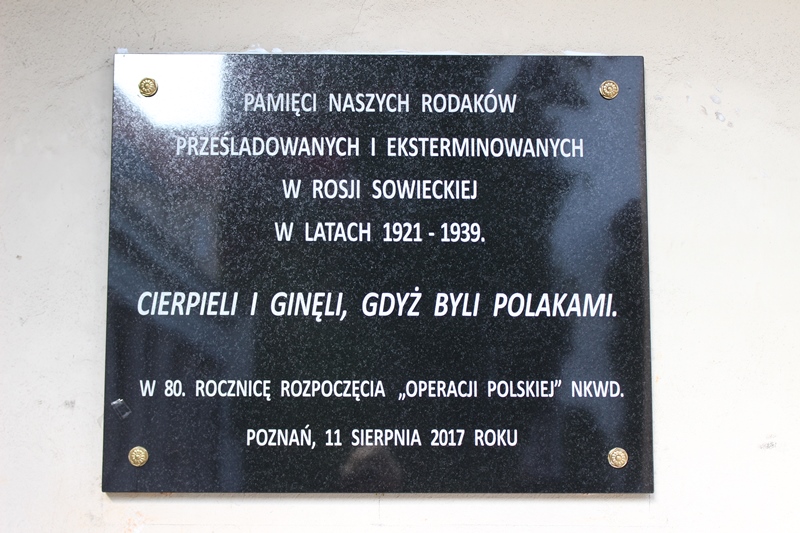 PAMIĘCI NASZYCH RODAKÓW
PRZEŚLADOWANYCH I EKSTERMINOWANYCH
W ROSJI SOWIECKIEJ
W LATACH 1921 - 1939.
CIERPIELI I GINĘLI, GDYŻ BYLI POLAKAMI.
W 80. ROCZNICĘ ROZPOCZĘCIA „OPERACJI POLSKIEJ” NKWD.
POZNAŃ, 11 SIERPNIA 2017 ROKU